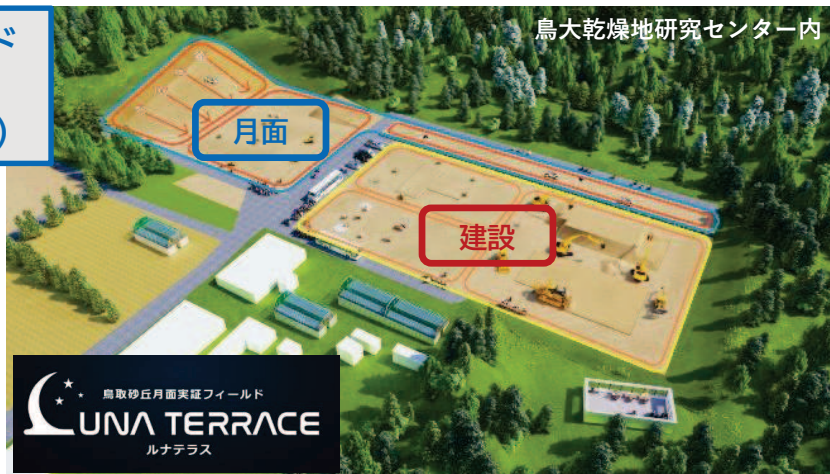 ド
)
鳥大乾燥地研究センター内
月面
建設
鳥取砂丘月面実証フィールド
LUNA TERRACE
ルナテラス